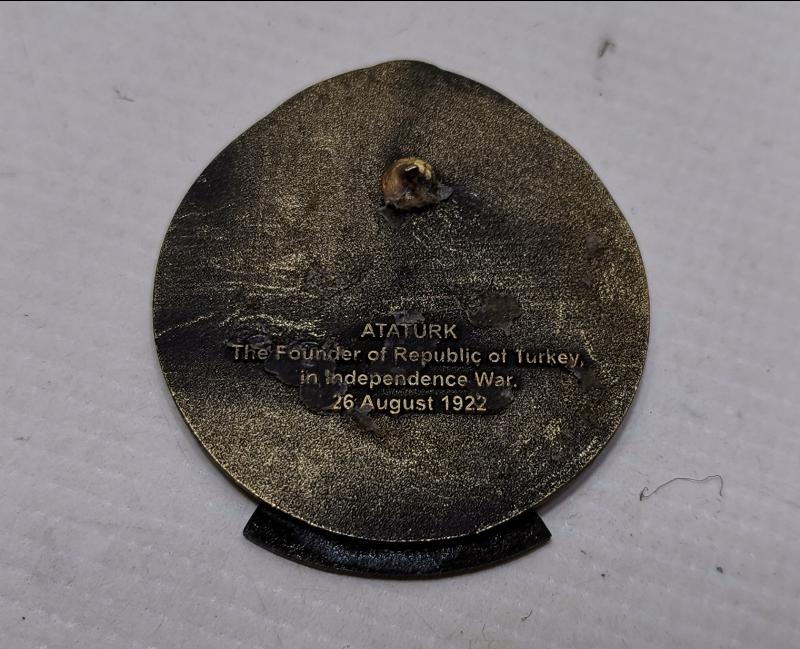 ATATÜRK
The Founder of Republic of Turkey,
in Independence War.
26 August 1922